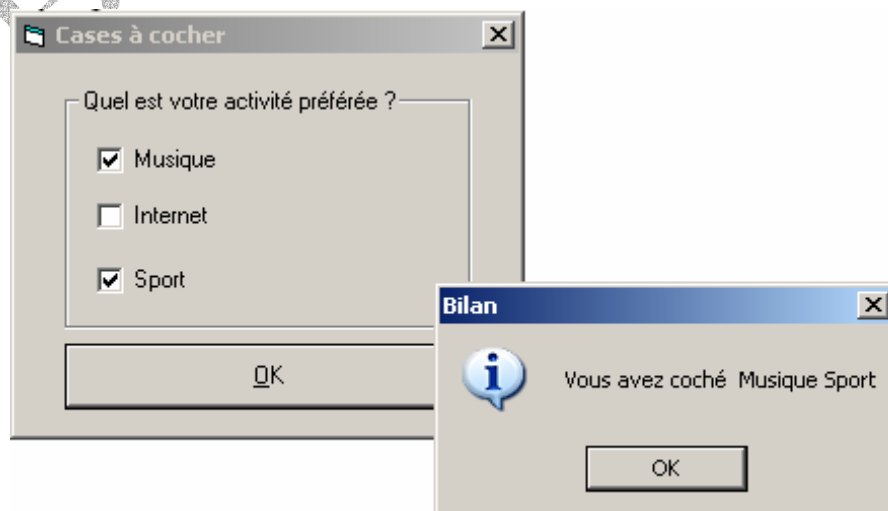 Cases à cocher
Quel est votre activité préférée ?
Musique
Internet
Sport
OK
Bilan
Vous avez coché  Musique Sport
OK